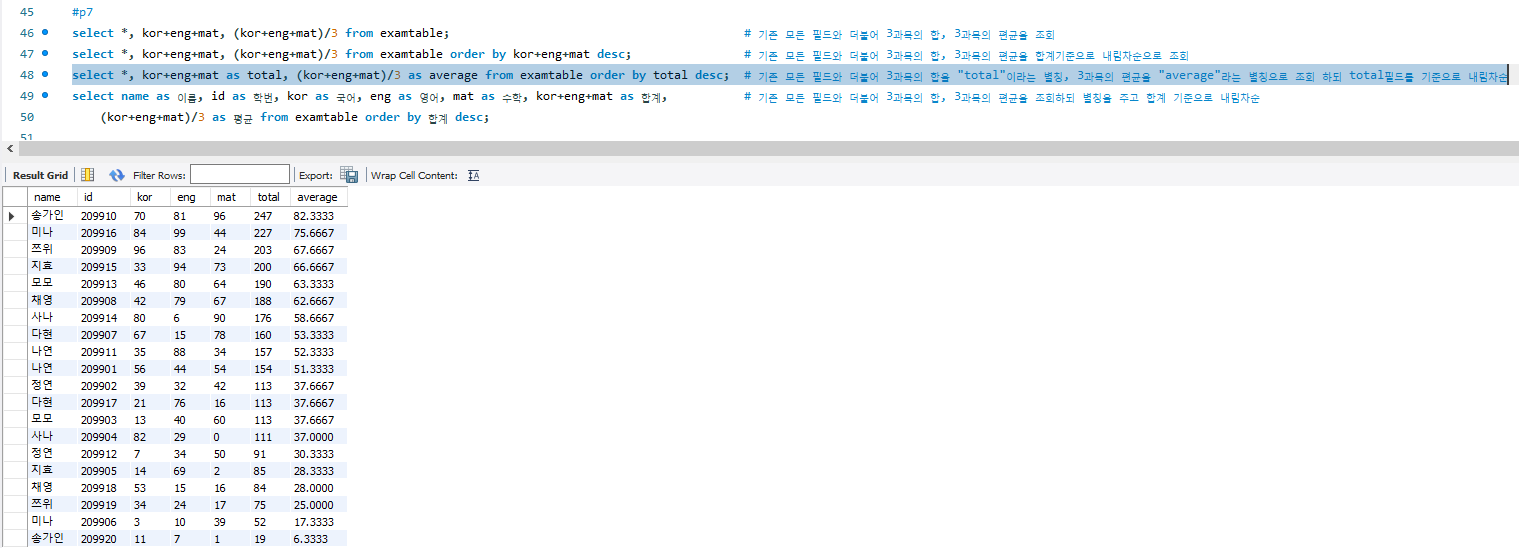 45 #p7
46 select *, kor+eng+mat, (kor+eng+mat)/3 from examtable; # 기존 모든 필드와 더불어 3과목의 합, 3과목의 평균을 조회
47 select *, kor+eng+mat, (kor+eng+mat)/3 from examtable order by kor+eng+mat desc; # 기존 모든 필드와 더불어 3과목의 합, 3과목의 평균을 합계기준으로 내림차순으로 조회
48 select *, kor+eng+mat as total, (kor+eng+mat)/3 as average from examtable order by total desc; # 기존 모든 필드와 더불어 3과목의 합을 "total"이라는 별칭, 3과목의 평균을 "average"라는 별칭으로 조회 하되 total필드를 기준으로 내림차순
49 select name as 이름, id as 학번, kor as 국어, eng as 영어, mat as 수학, kor+eng+mat as 합계, # 기존 모든 필드와 더불어 3과목의 합, 3과목의 평균을 조회하되 별칭을 주고 합계 기준으로 내림차순
50 (kor+eng+mat)/3 as 평균 from examtable order by 합계 desc;
51
Result Grid Filter Rows: Export: Wrap Cell Content:
name id kor eng mat total average
송가인 209910 70 81 96 247 82.3333
미나 209916 84 99 44 227 75.6667
쯔위 209909 96 83 24 203 67.6667
지효 209915 33 94 73 200 66.6667
모모 209913 46 80 64 190 63.3333
채영 209908 42 79 67 188 62.6667
사나 209914 80 6 90 176 58.6667
다현 209907 67 15 78 160 53.3333
나연 209911 35 88 34 157 52.3333
나연 209901 56 44 54 154 51.3333
정연 209902 39 32 42 113 37.6667
다현 209917 21 76 16 113 37.6667
모모 209903 13 40 60 113 37.6667
사나 209904 82 29 0 111 37.0000
정연 209912 7 34 50 91 30.3333
지효 209905 14 69 2 85 28.3333
채영 209918 53 15 16 84 28.0000
쯔위 209919 34 24 17 75 25.0000
미나 209906 3 10 39 52 17.3333
송가인 209920 11 7 1 19 6.3333